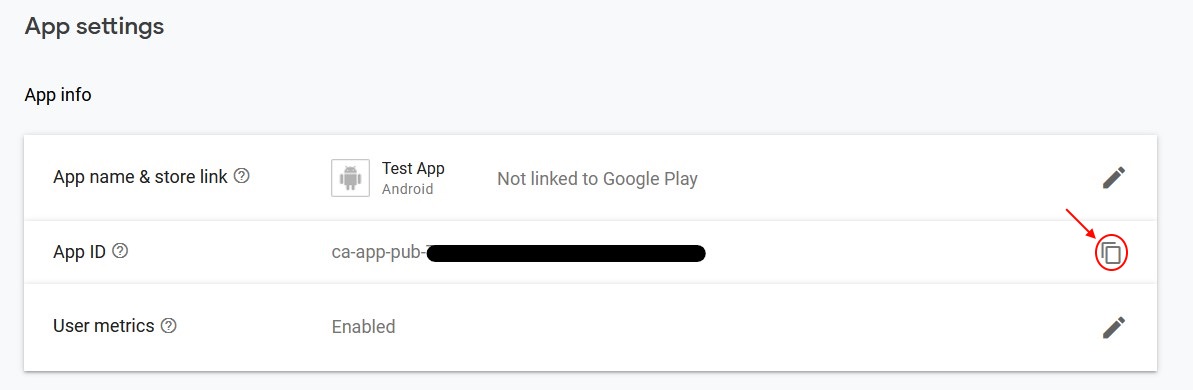 App settings
App info
App name & store link
Test App
Android
Not linked to Google Play
App ID
ca-app-pub-
User metrics
Enabled